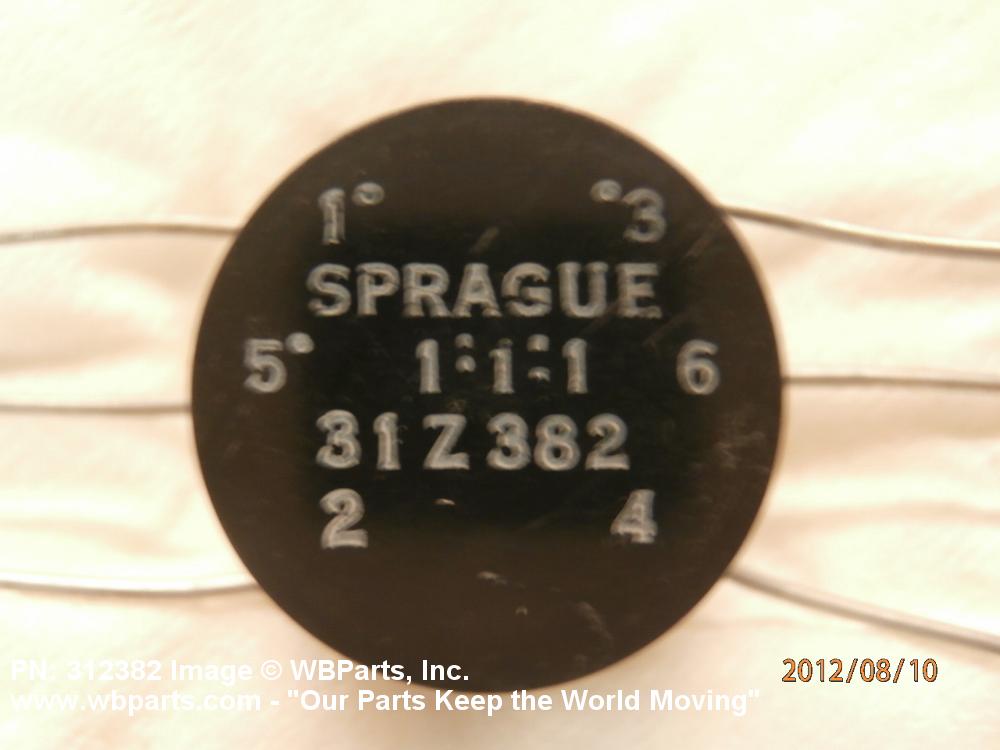 1° °3
SPRAGUE
5° 1:1:1 6
31Z382
2 4
PN: 312382 Image © WBParts, Inc.
www.wbparts.com - "Our Parts Keep the World Moving"
2012/08/10